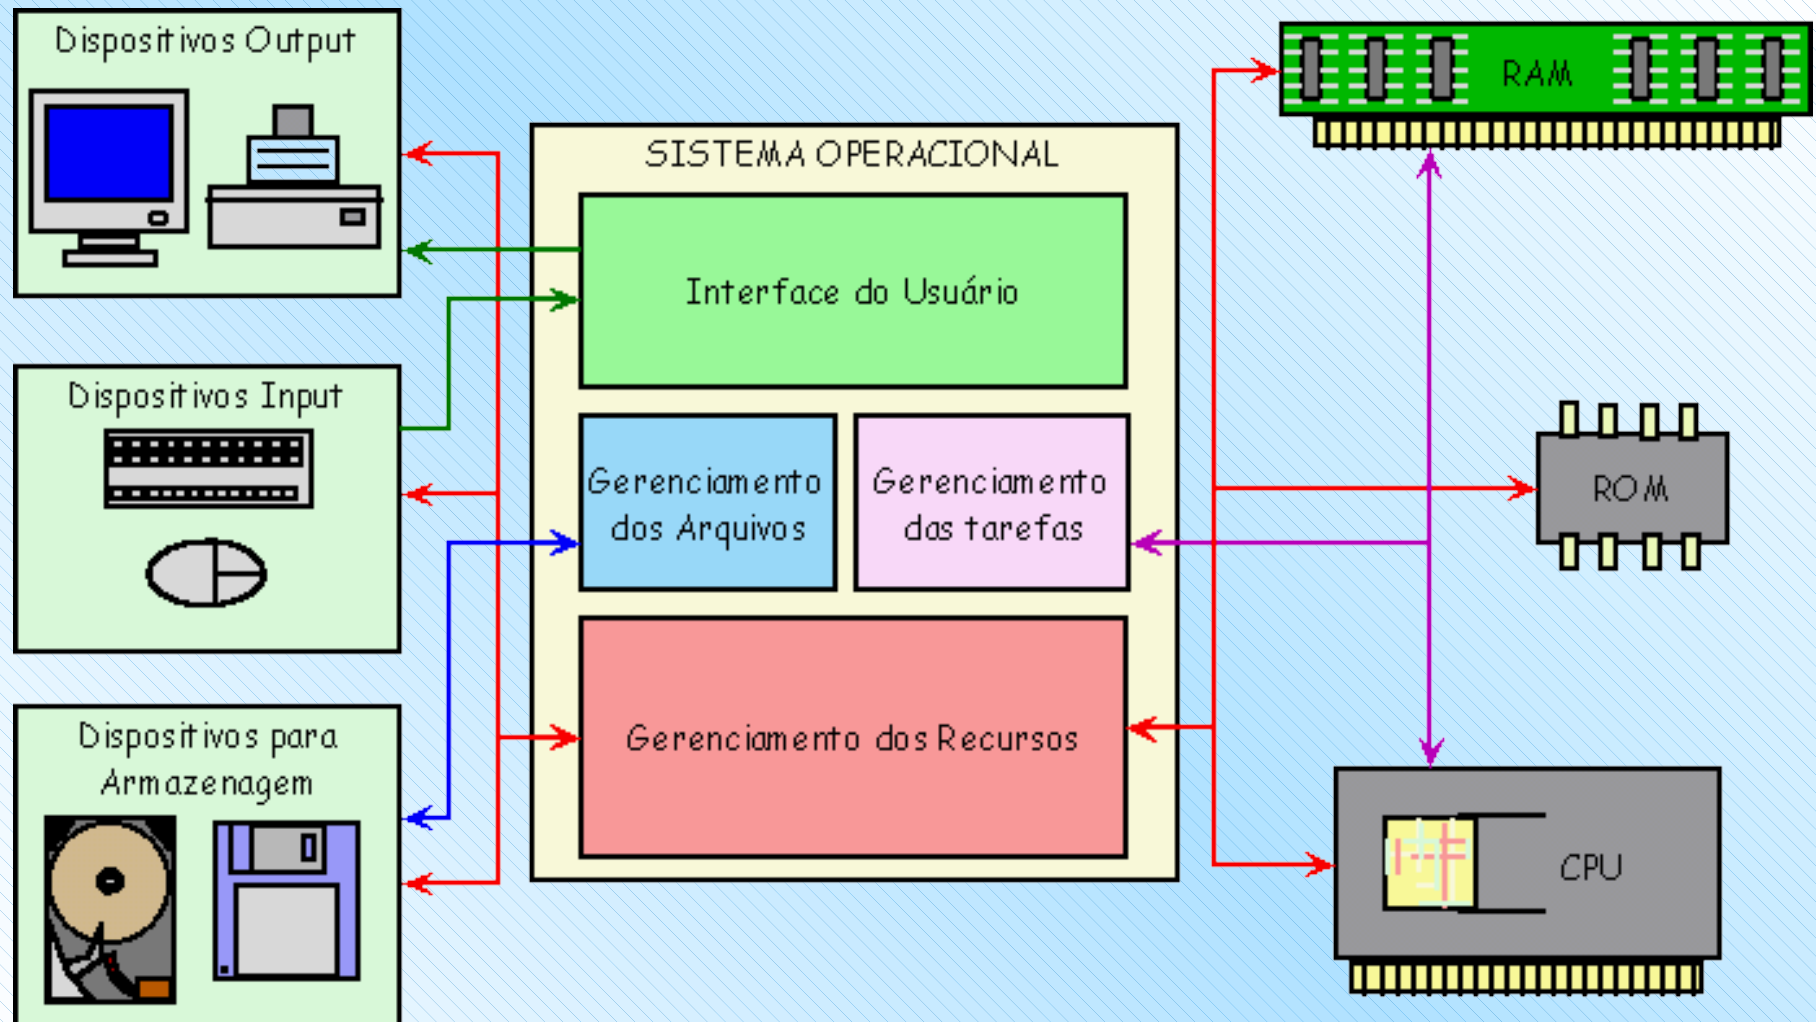 Dispositivos Output
Dispositivos Input
Dispositivos para
Armazenagem
SISTEMA OPERACIONAL
Interface do Usuário
Gerenciamento
dos Arquivos
Gerenciamento
das tarefas
Gerenciamento dos Recursos
RAM
ROM
CPU